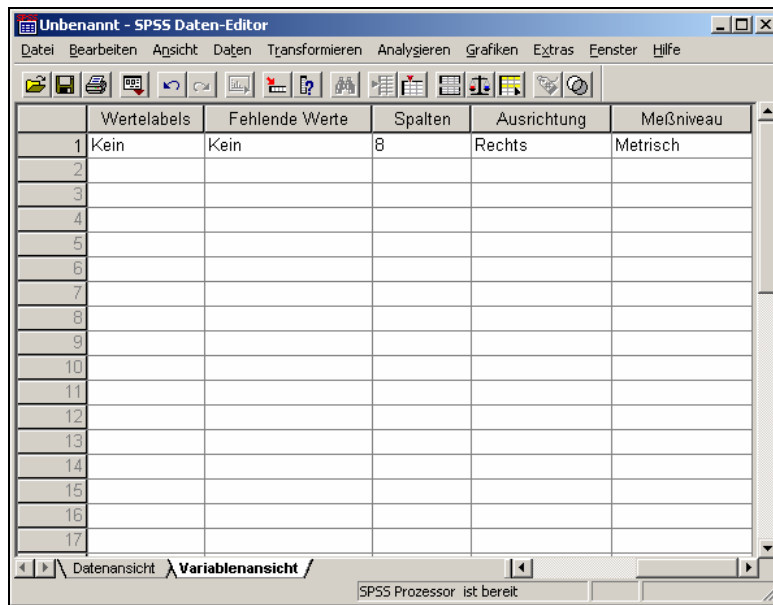 Unbenannt - SPSS Daten-Editor
Datei Bearbeiten Ansicht Daten Transformieren Analysieren Grafiken Extras Fenster Hilfe
Wertelabels Fehlende Werte Spalten Ausrichtung Meßniveau
1 Kein Kein 8 Rechts Metrisch
2
3
4
5
6
7
8
9
10
11
12
13
14
15
16
17
Datenansicht Variablenansicht
SPSS Prozessor ist bereit